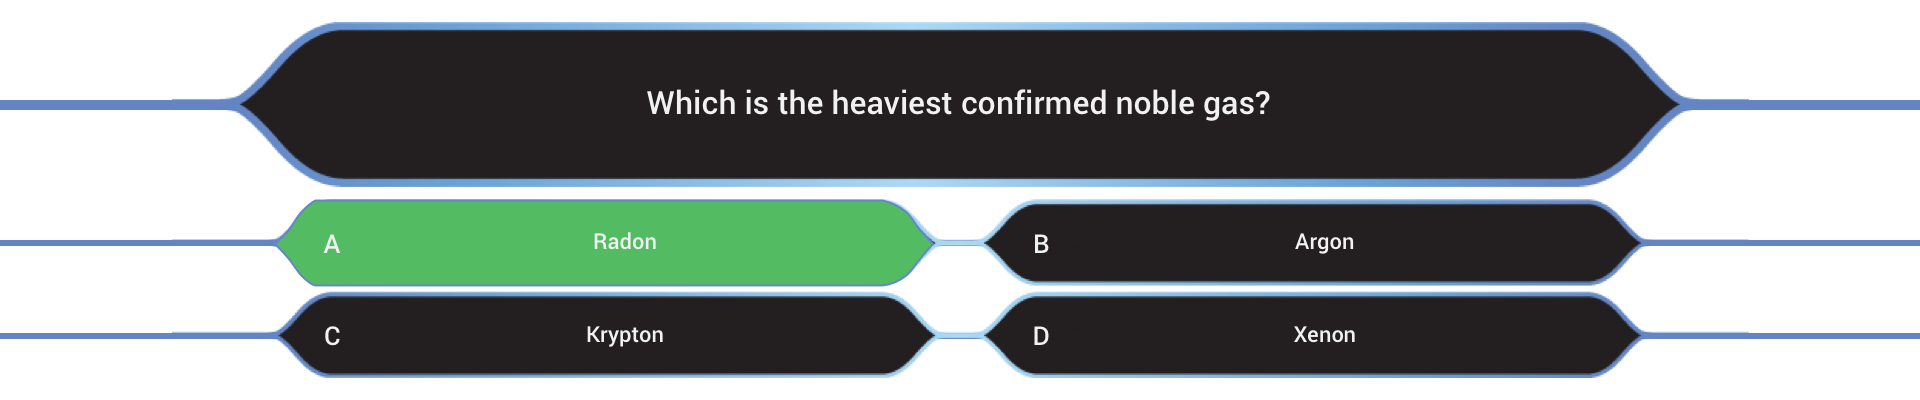 Which is the heaviest confirmed noble gas?
A Radon
B Argon
C Krypton
D Xenon